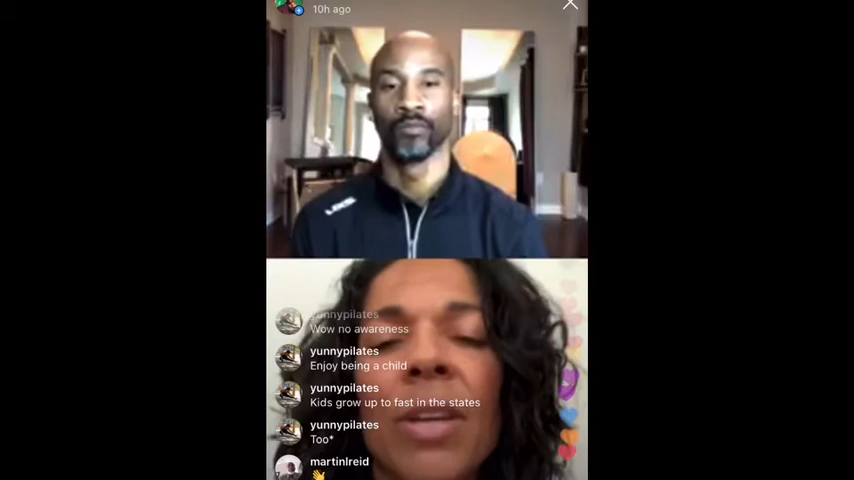 10h ago
yunnypilates
Wow no awareness
yunnypilates
Enjoy being a child
yunnypilates
Kids grow up to fast in the states
yunnypilates
Too*
martinlreid
👋